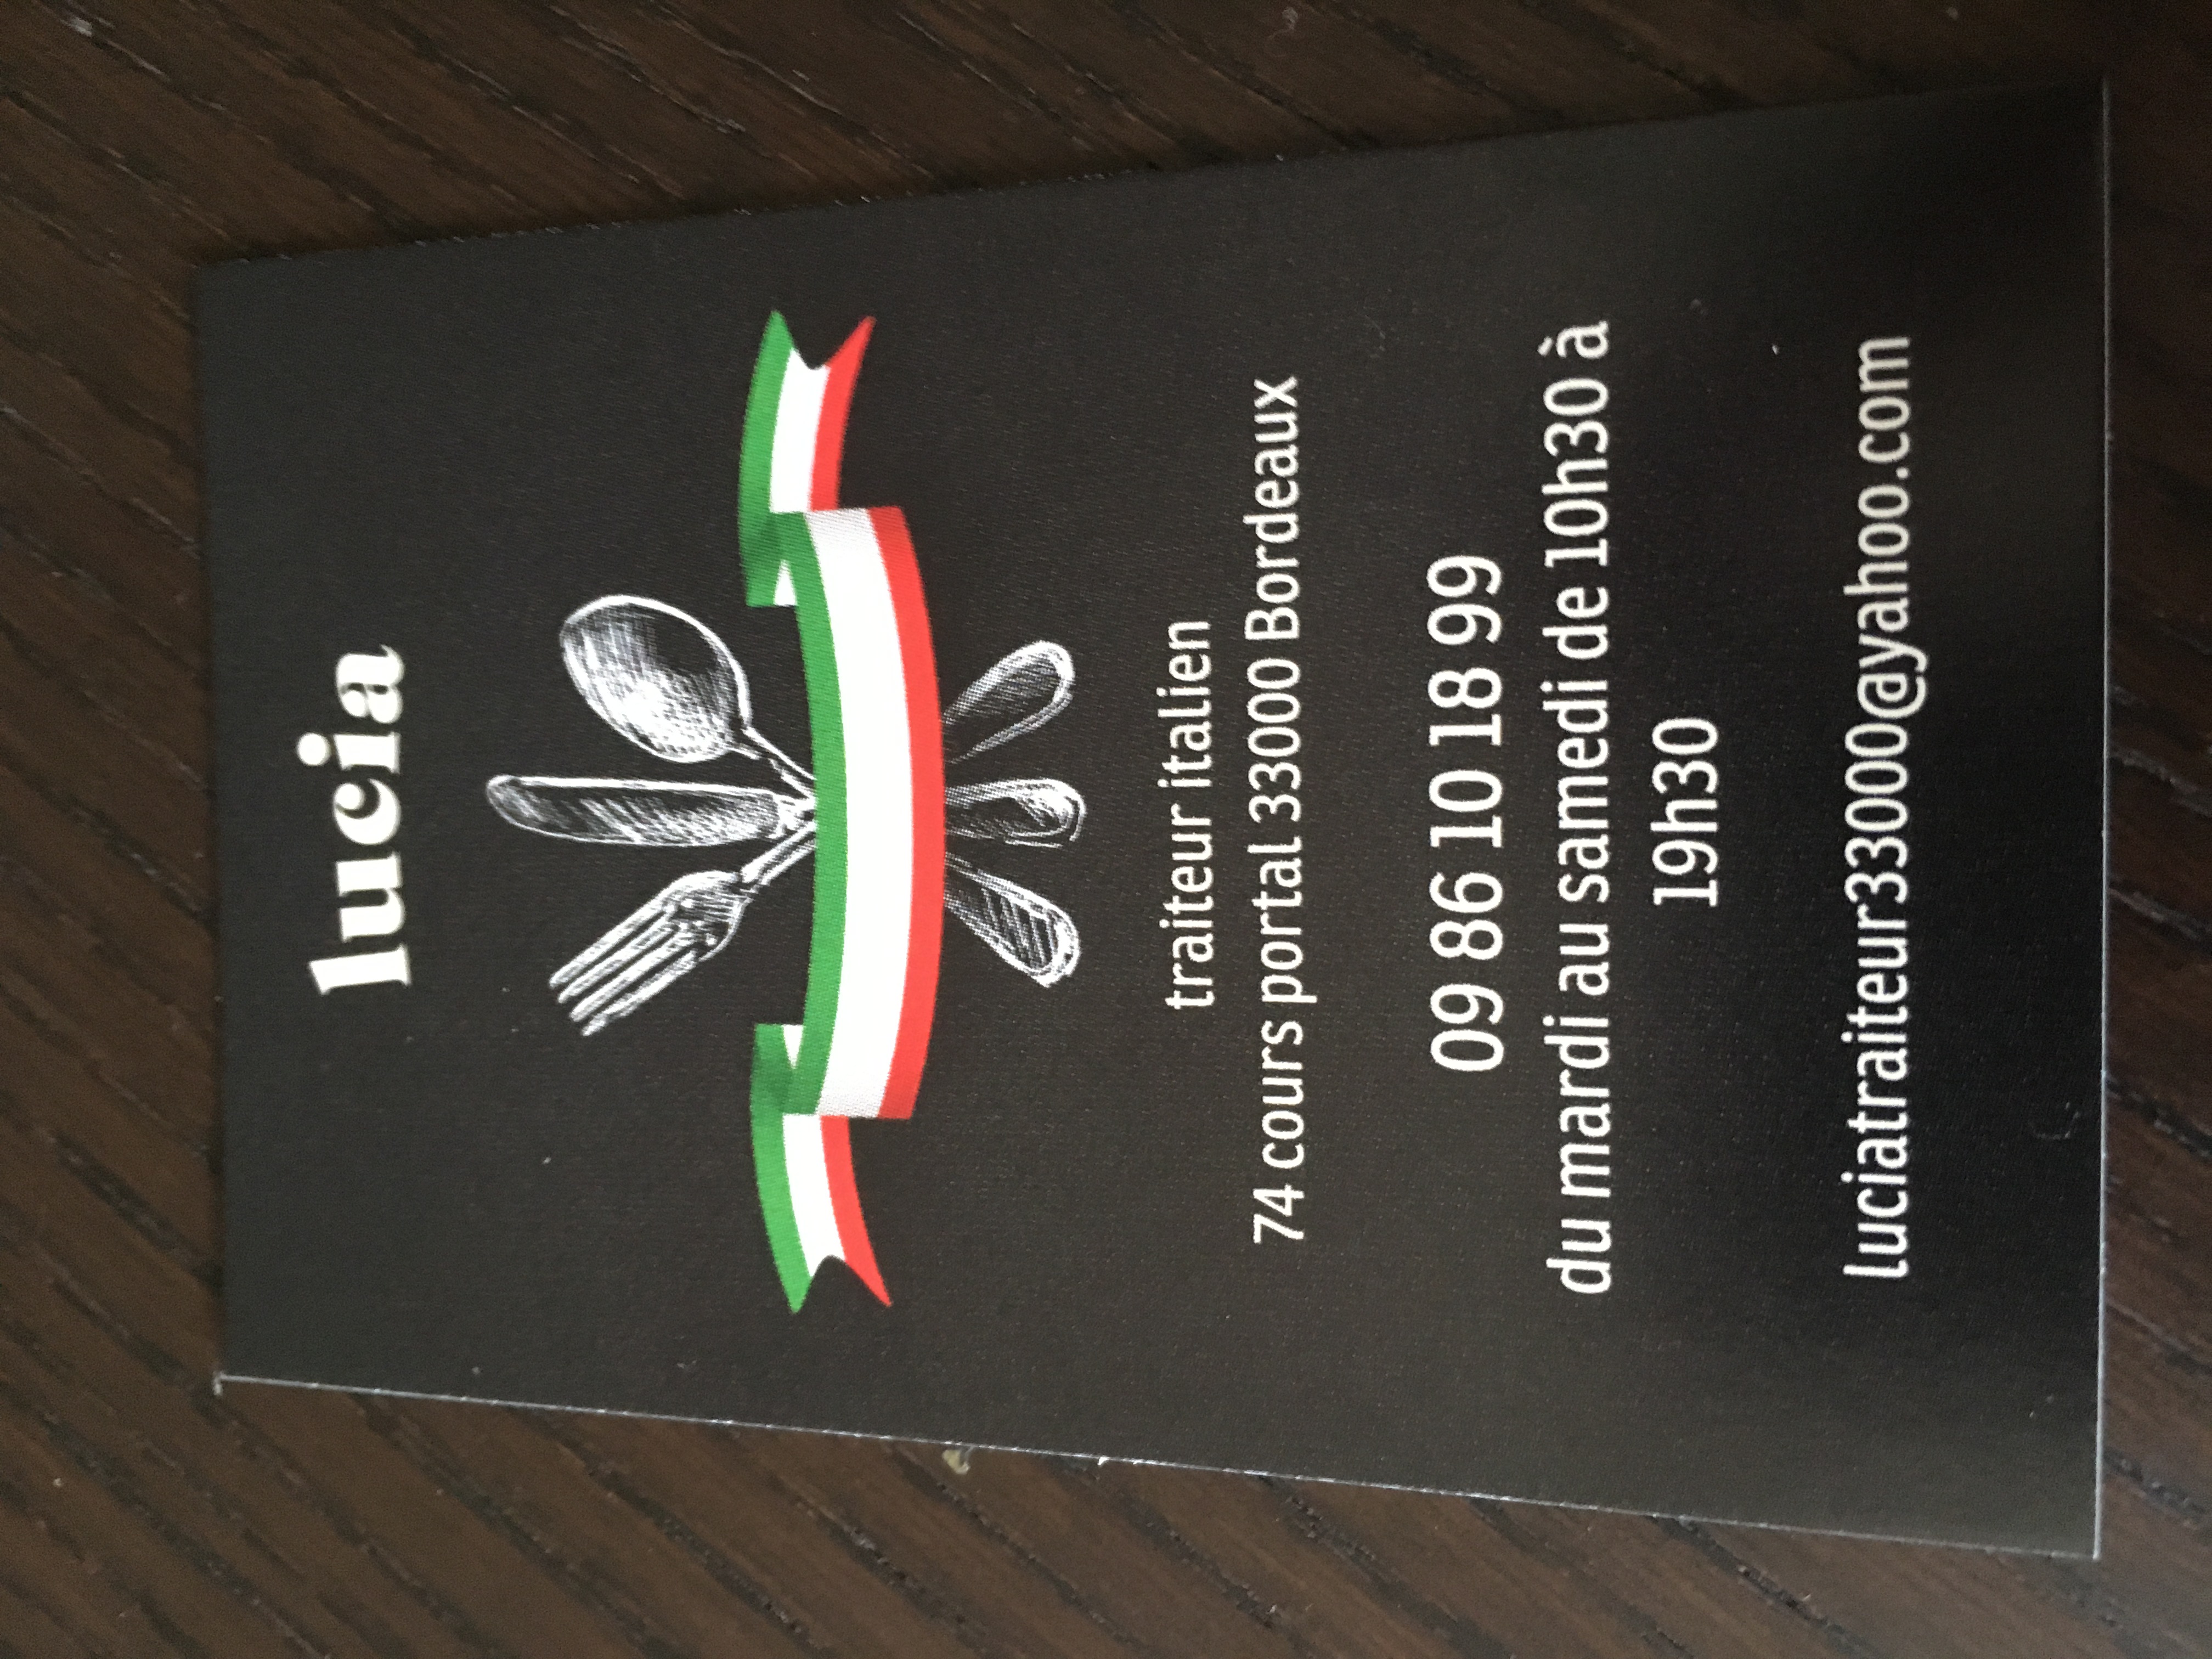 lucia
traiteur italien
74 cours portal 33000 Bordeaux
09 86 10 18 99
du mardi au samedi de 10h30 à
19h30
luciatraiteur33000@yahoo.com